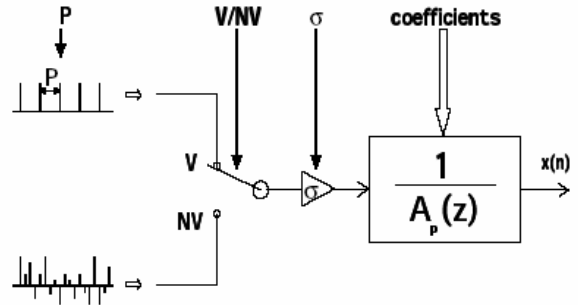 P
V/NV
σ
coefficients
P
V
NV
σ
1
A_p(z)
x(n)